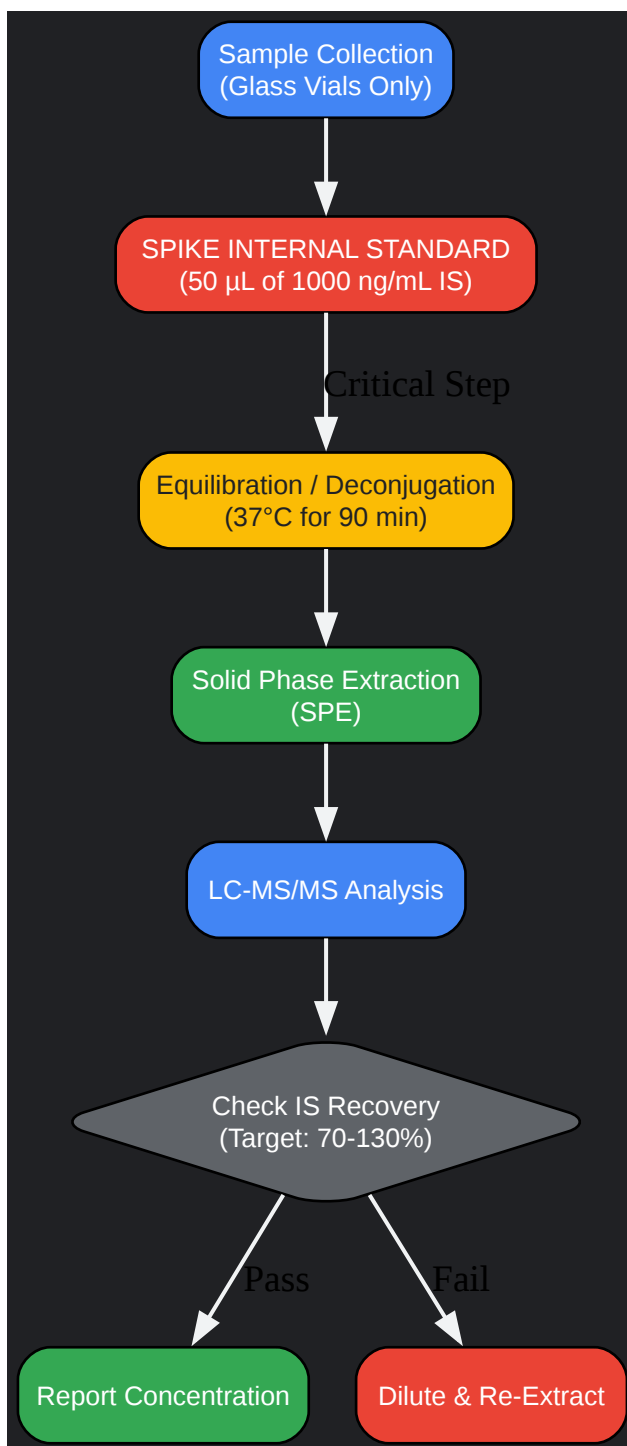 Sample Collection
(Glass Vials Only)
SPIKE INTERNAL STANDARD
(50 µL of 1000 ng/mL IS)
Critical Step
Equilibration / Deconjugation
(37°C for 90 min)
Solid Phase Extraction
(SPE)
LC-MS/MS Analysis
Check IS Recovery
(Target: 70-130%)
Pass
Fail
Report Concentration
Dilute & Re-Extract